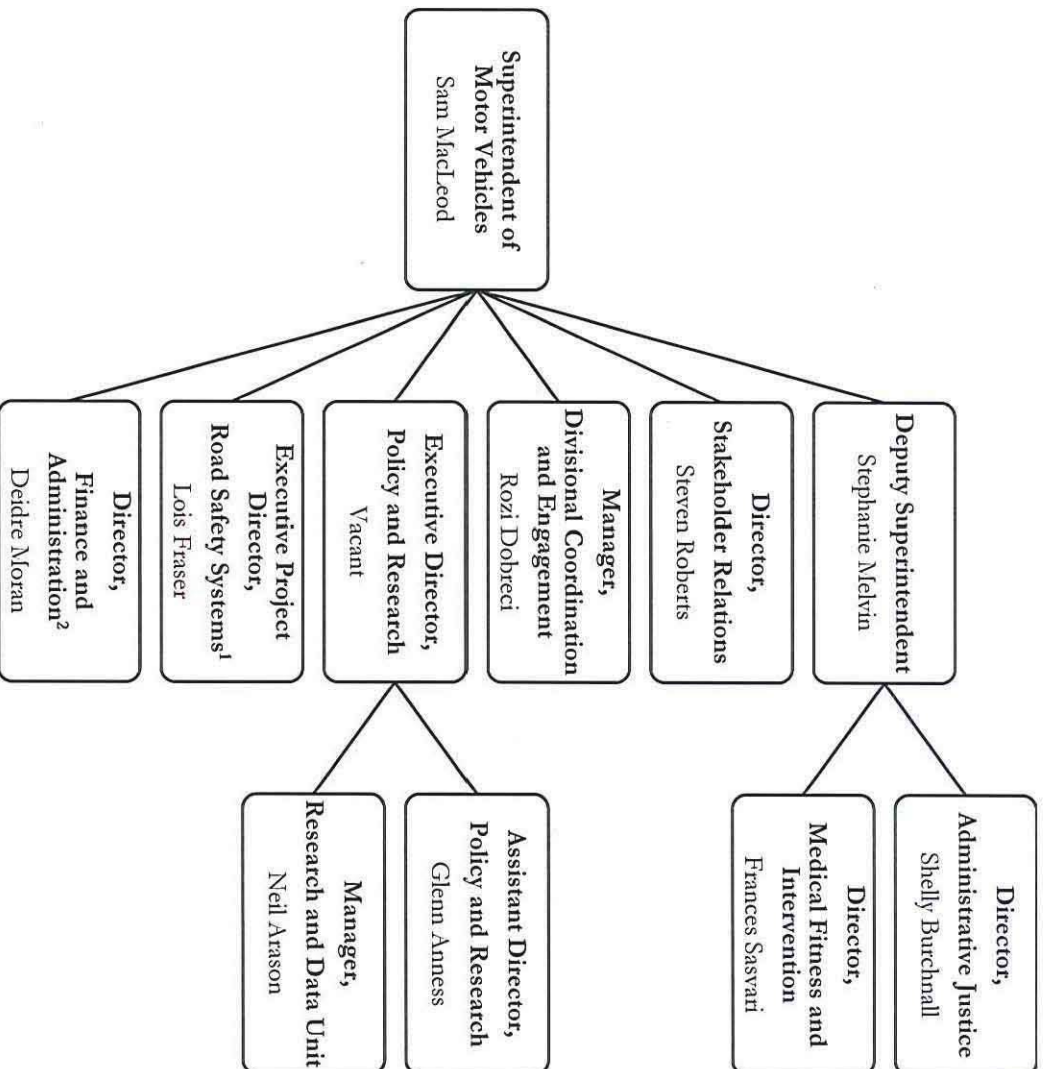 Superintendent of
Motor Vehicles
Sam MacLeod
Director,
Finance and
Administration²
Deidre Moran
Executive Project
Director,
Road Safety Systems¹
Lois Fraser
Executive Director,
Policy and Research
Vacant
Manager,
Divisional Coordination
and Engagement
Rozi Dobreci
Director,
Stakeholder Relations
Steven Roberts
Deputy Superintendent
Stephanie Melvin
Manager,
Research and Data Unit
Neil Arason
Assistant Director,
Policy and Research
Glenn Anness
Director,
Medical Fitness and
Intervention
Frances Sasvari
Director,
Administrative Justice
Shelly Burchnall